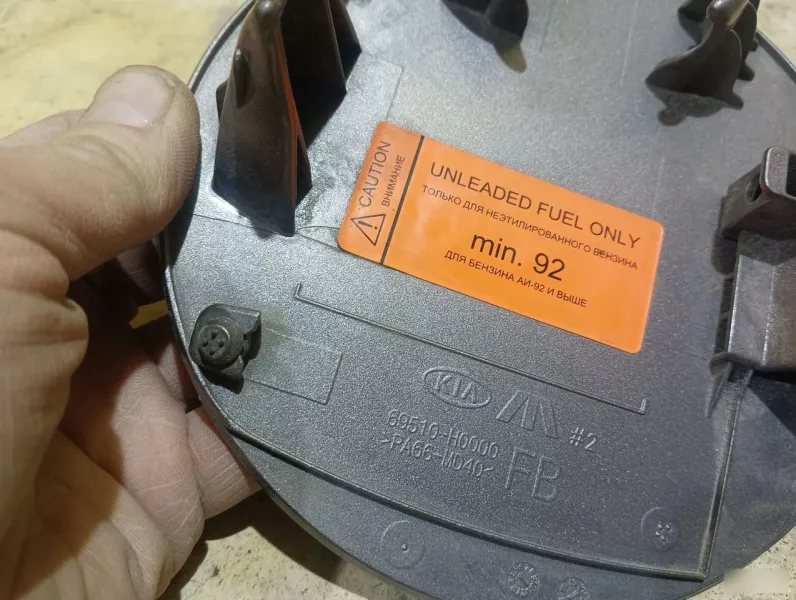 CAUTION
ВНИМАНИЕ
UNLEADED FUEL ONLY
ТОЛЬКО ДЛЯ НЕЭТИЛИРОВАННОГО БЕНЗИНА
min. 92
ДЛЯ БЕНЗИНА АИ-92 И ВЫШЕ
KIA
#2
69510-H0000
>PA66-MD40<
FB